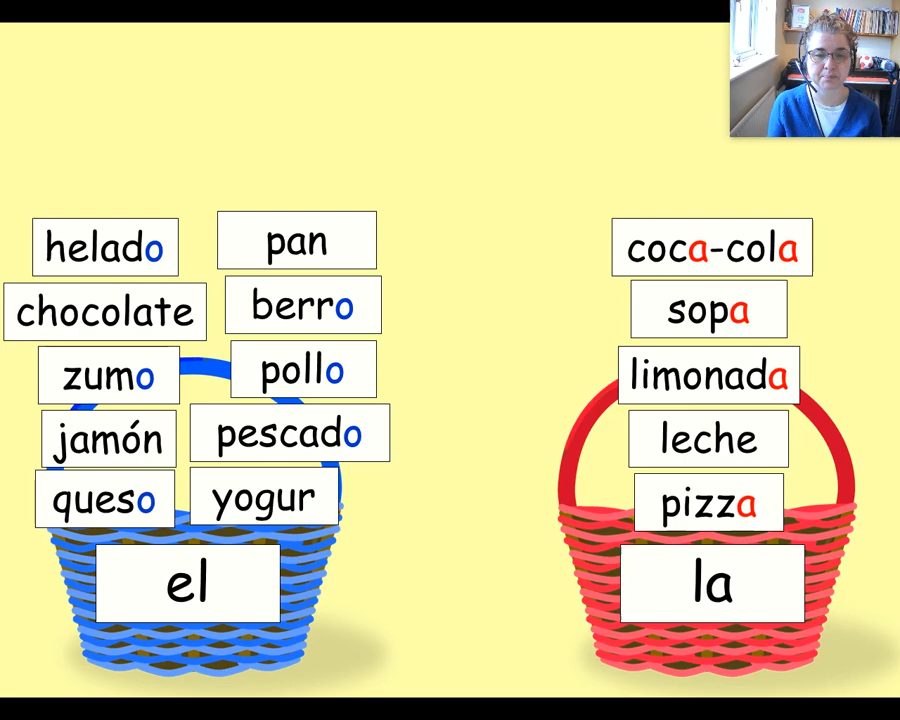 helado
chocolate
zumo
jamón
queso
pan
berro
pollo
pescado
yogur
el
coca-cola
sopa
limonada
leche
pizza
la